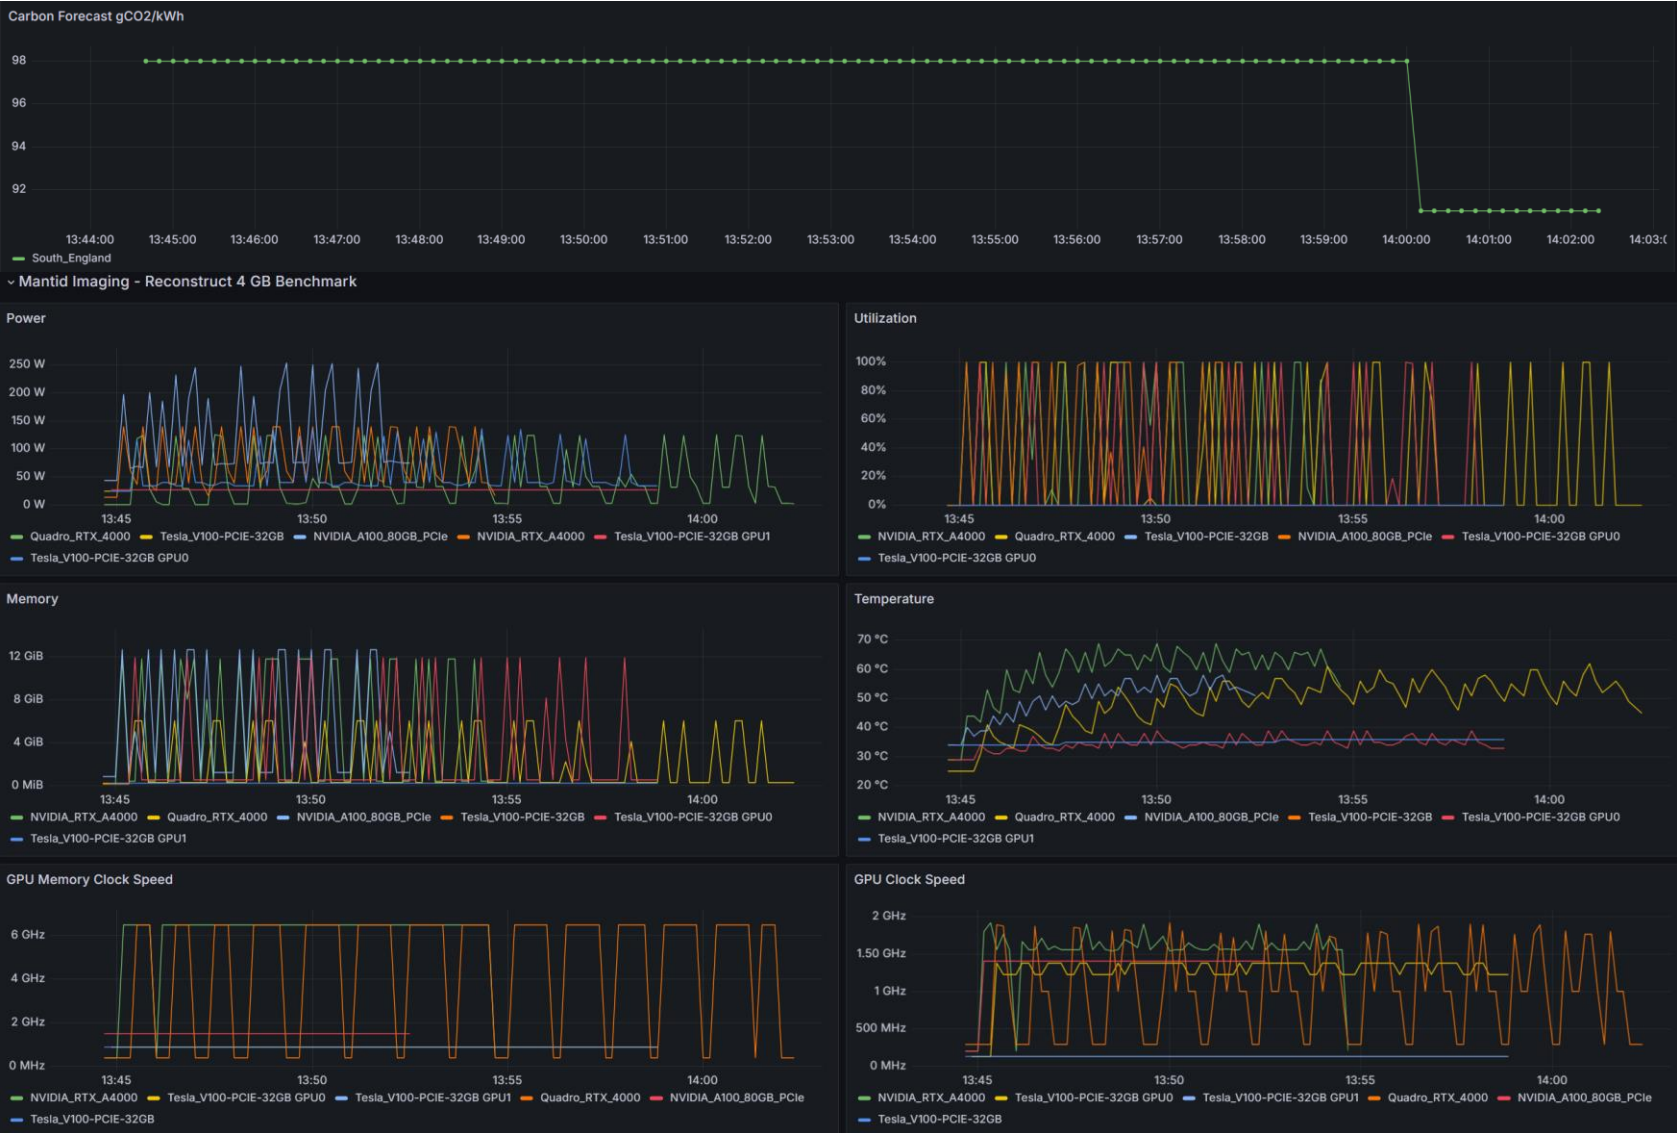 Carbon Forecast gCO2/kWh
98
96
94
92
13:44:00 13:45:00 13:46:00 13:47:00 13:48:00 13:49:00 13:50:00 13:51:00 13:52:00 13:53:00 13:54:00 13:55:00 13:56:00 13:57:00 13:58:00 13:59:00 14:00:00 14:01:00 14:02:00 14:03:0
South_England
Mantid Imaging - Reconstruct 4 GB Benchmark
Power
250 W
200 W
150 W
100 W
50 W
0 W
13:45 13:50 13:55 14:00
Quadro_RTX_4000 Tesla_V100-PCIE-32GB NVIDIA_A100_80GB_PCIe NVIDIA_RTX_A4000 Tesla_V100-PCIE-32GB GPU1
Tesla_V100-PCIE-32GB GPU0
Utilization
100%
80%
60%
40%
20%
0%
13:45 13:50 13:55 14:00
NVIDIA_RTX_A4000 Quadro_RTX_4000 Tesla_V100-PCIE-32GB NVIDIA_A100_80GB_PCIe Tesla_V100-PCIE-32GB GPU0
Tesla_V100-PCIE-32GB GPU0
Memory
12 GiB
8 GiB
4 GiB
0 MiB
13:45 13:50 13:55 14:00
NVIDIA_RTX_A4000 Quadro_RTX_4000 NVIDIA_A100_80GB_PCIe Tesla_V100-PCIE-32GB Tesla_V100-PCIE-32GB GPU0
Tesla_V100-PCIE-32GB GPU1
Temperature
70 °C
60 °C
50 °C
40 °C
30 °C
20 °C
13:45 13:50 13:55 14:00
NVIDIA_RTX_A4000 Quadro_RTX_4000 NVIDIA_A100_80GB_PCIe Tesla_V100-PCIE-32GB Tesla_V100-PCIE-32GB GPU0
Tesla_V100-PCIE-32GB GPU1
GPU Memory Clock Speed
6 GHz
4 GHz
2 GHz
0 MHz
13:45 13:50 13:55 14:00
NVIDIA_RTX_A4000 Tesla_V100-PCIE-32GB GPU0 Tesla_V100-PCIE-32GB GPU1 Quadro_RTX_4000 NVIDIA_A100_80GB_PCIe
Tesla_V100-PCIE-32GB
GPU Clock Speed
2 GHz
1.50 GHz
1 GHz
500 MHz
0 MHz
13:45 13:50 13:55 14:00
NVIDIA_RTX_A4000 Tesla_V100-PCIE-32GB GPU0 Tesla_V100-PCIE-32GB GPU1 Quadro_RTX_4000 NVIDIA_A100_80GB_PCIe
Tesla_V100-PCIE-32GB